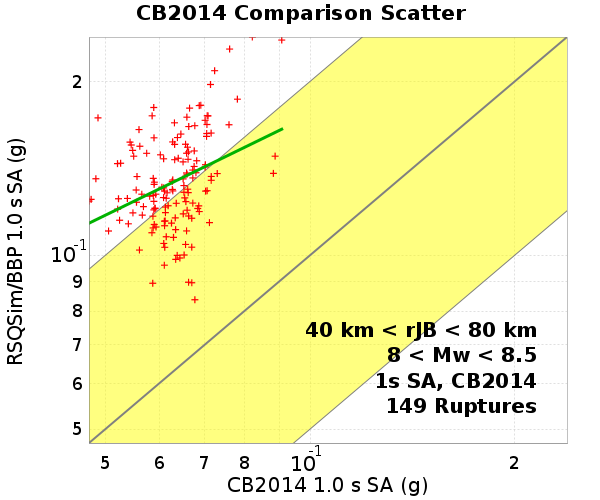 CB2014 Comparison Scatter
RSQSim/BBP 1.0 s SA (g)
2
10-1
9
8
7
6
5
40 km < rJB < 80 km
8 < Mw < 8.5
1s SA, CB2014
149 Ruptures
5 6 7 8 10-1 2
CB2014 1.0 s SA (g)